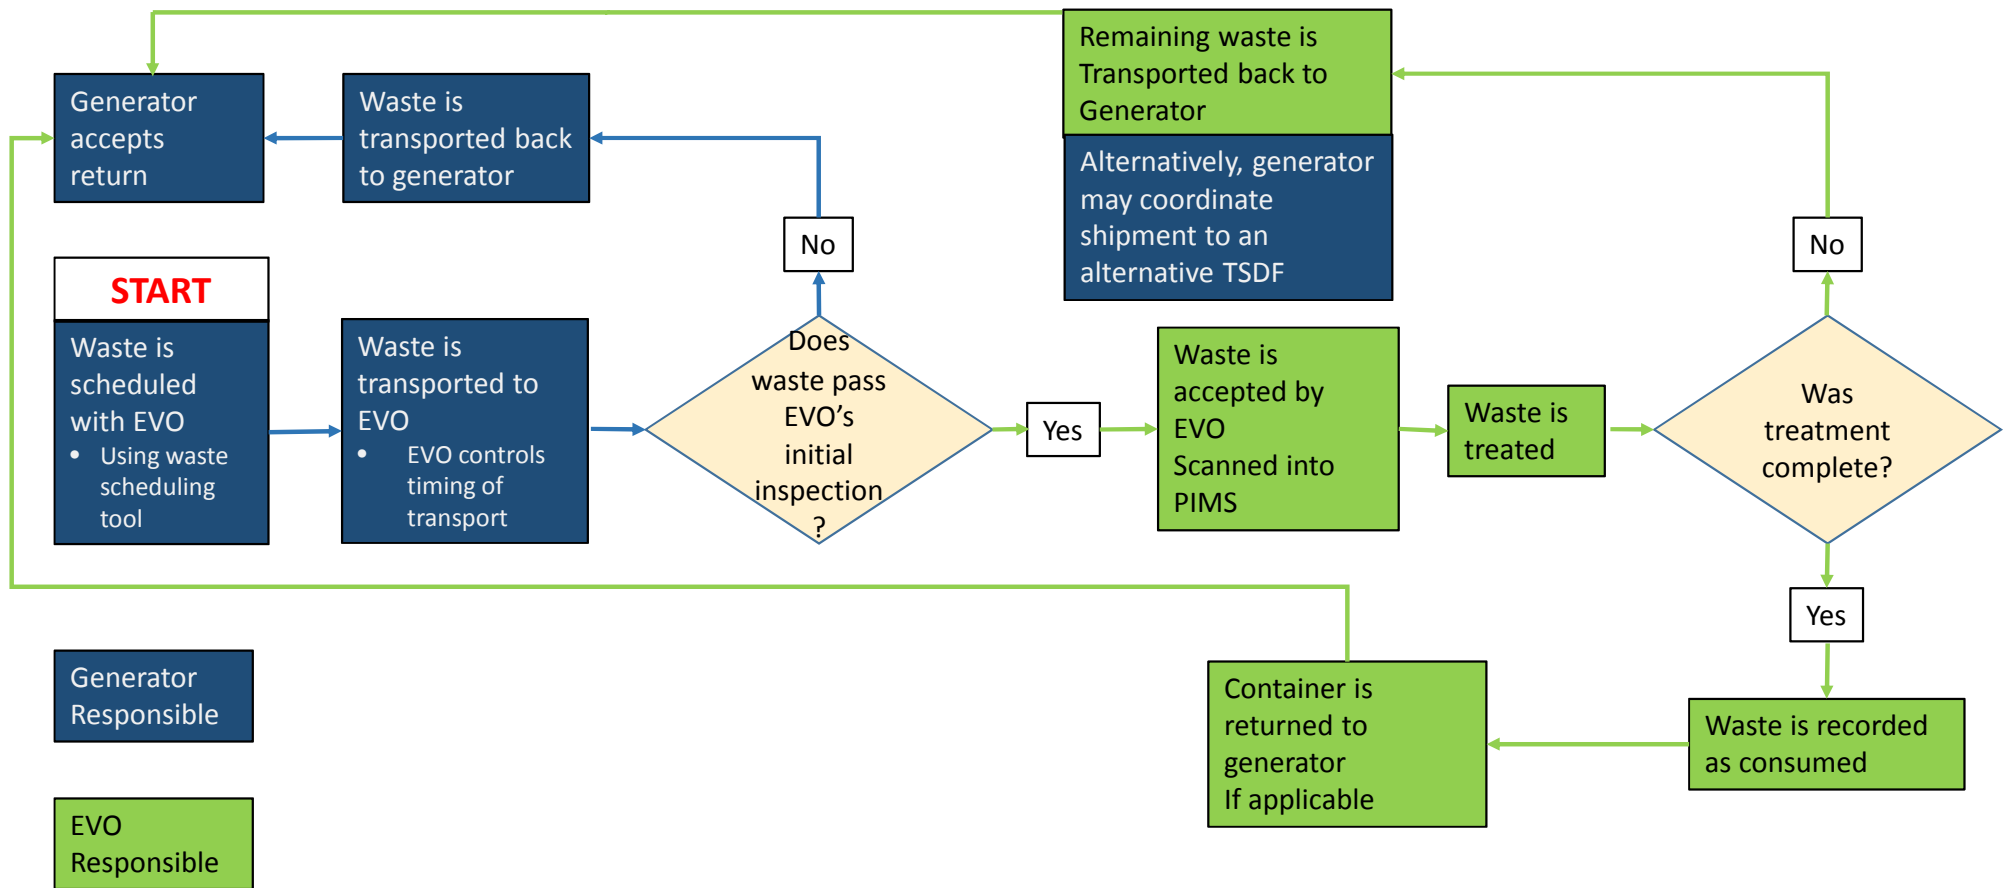 Remaining waste is
Transported back to
Generator
Generator
accepts
return
Waste is
transported back
to generator
Alternatively, generator
may coordinate
shipment to an
alternative TSDF
No
No
START
Waste is
scheduled
with EVO
• Using waste
scheduling
tool
Waste is
transported to
EVO
• EVO controls
timing of
transport
Does
waste pass
EVO’s
initial
inspection
?
Yes
Waste is
accepted by
EVO
Scanned into
PIMS
Waste is
treated
Was
treatment
complete?
Yes
Generator
Responsible
Container is
returned to
generator
If applicable
Waste is recorded
as consumed
EVO
Responsible